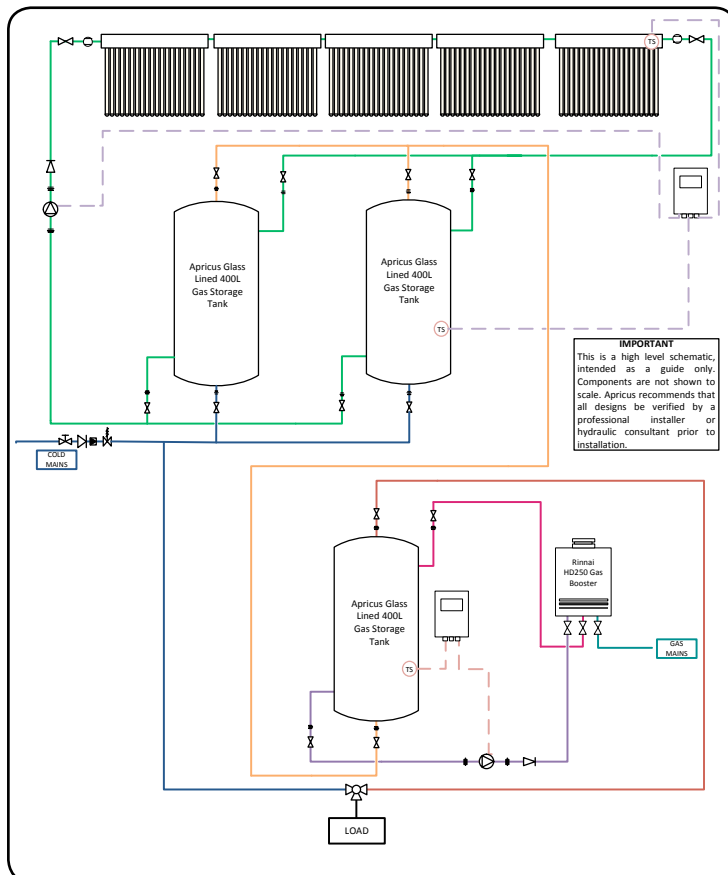 TS
Apricus Glass
Lined 400L
Gas Storage
Tank
Apricus Glass
Lined 400L
Gas Storage
Tank
TS
IMPORTANT
This is a high level schematic,
intended as a guide only.
Components are not shown to
scale. Apricus recommends that
all designs be verified by a
professional installer or
hydraulic consultant prior to
installation.
COLD
MAINS
Rinnai
HD250 Gas
Booster
Apricus Glass
Lined 400L
Gas Storage
Tank
TS
GAS
MAINS
LOAD